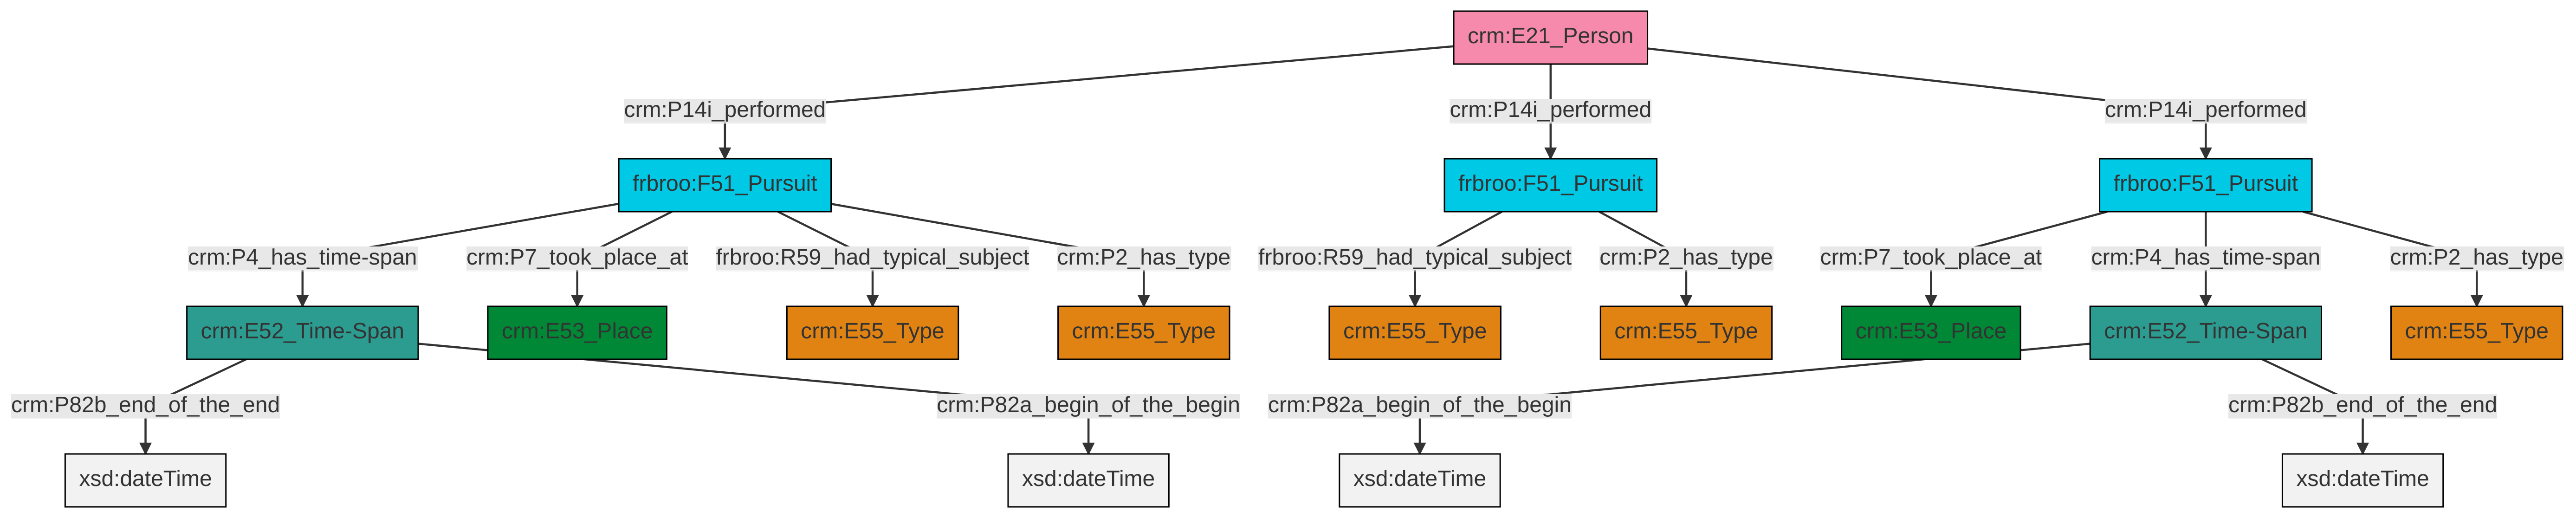 crm:E21_Person
crm:P14i_performed
crm:P14i_performed
crm:P14i_performed
frbroo:F51_Pursuit
frbroo:F51_Pursuit
frbroo:F51_Pursuit
crm:P4_has_time-span
crm:P7_took_place_at
frbroo:R59_had_typical_subject
crm:P2_has_type
frbroo:R59_had_typical_subject
crm:P2_has_type
crm:P7_took_place_at
crm:P4_has_time-span
crm:P2_has_type
crm:E52_Time-Span
crm:E53_Place
crm:E55_Type
crm:E55_Type
crm:E55_Type
crm:E55_Type
crm:E53_Place
crm:E52_Time-Span
crm:E55_Type
crm:P82b_end_of_the_end
crm:P82a_begin_of_the_begin
crm:P82a_begin_of_the_begin
crm:P82b_end_of_the_end
xsd:dateTime
xsd:dateTime
xsd:dateTime
xsd:dateTime